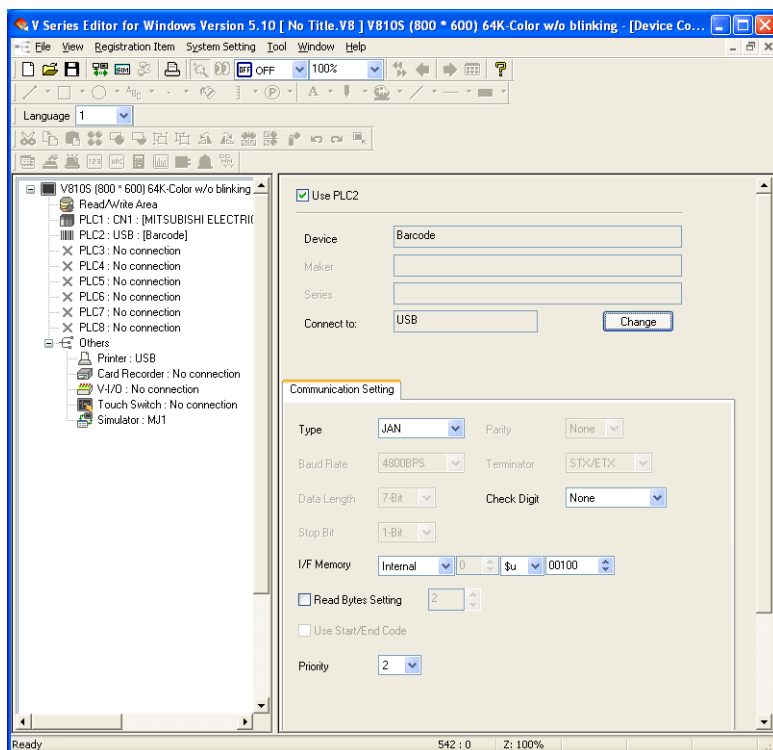 V Series Editor for Windows Version 5.10 [ No Title.V8 ] V810S (800 * 600) 64K-Color w/o blinking - [Device Co...
File View Registration Item System Setting Tool Window Help
SIM OFF OFF 100% ?
ABC P A
Language 1
123 ABC
V810S (800 * 600) 64K-Color w/o blinking
Read/Write Area
PLC1 : CN1 : [MITSUBISHI ELECTRI
PLC2 : USB : [Barcode]
PLC3 : No connection
PLC4 : No connection
PLC5 : No connection
PLC6 : No connection
PLC7 : No connection
PLC8 : No connection
Others
Printer : USB
Card Recorder : No connection
V-I/O : No connection
Touch Switch : No connection
Simulator : MJ1
Use PLC2
Device Barcode
Maker
Series
Connect to: USB Change
Communication Setting
Type JAN Parity None
Baud Rate 4800BPS Terminator STX/ETX
Data Length 7-Bit Check Digit None
Stop Bit 1-Bit
I/F Memory Internal 0 $u 00100
Read Bytes Setting 2
Use Start/End Code
Priority 2
Ready 542 : 0 Z: 100%